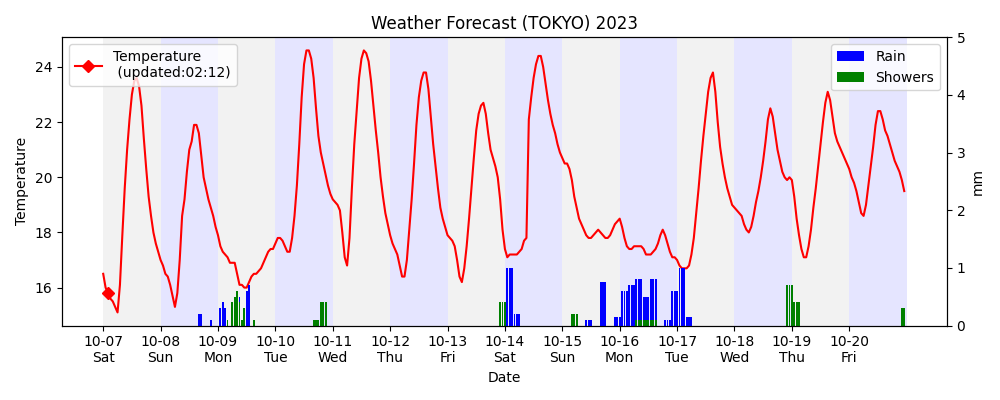 Weather Forecast (TOKYO) 2023
Temperature
(updated:02:12)
Rain
Showers
Temperature
24
22
20
18
16
5
4
3
2
1
0
mm
10-07 10-08 10-09 10-10 10-11 10-12 10-13 10-14 10-15 10-16 10-17 10-18 10-19 10-20
Sat Sun Mon Tue Wed Thu Fri Sat Sun Mon Tue Wed Thu Fri
Date